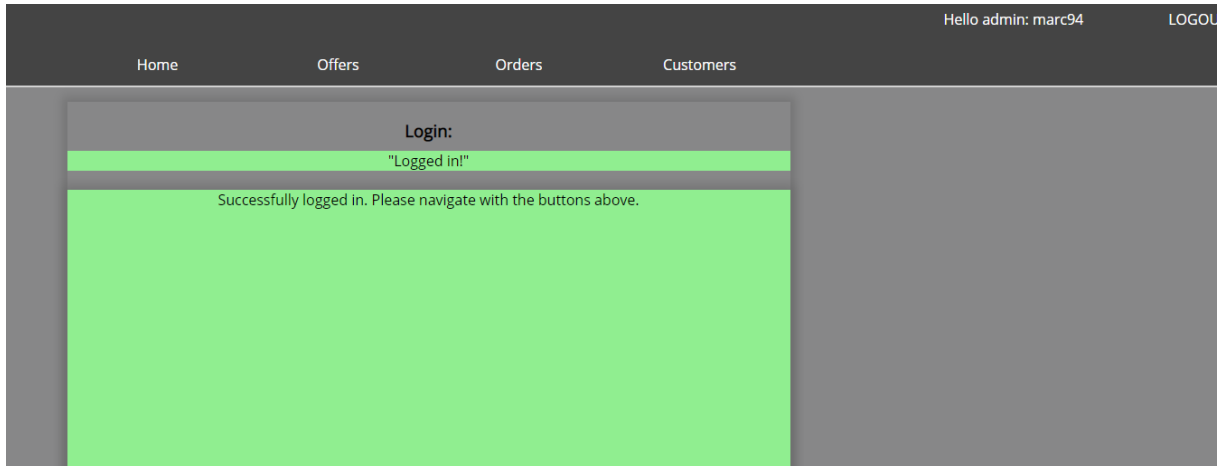 Hello admin: marc94 LOGOU
Home Offers Orders Customers
Login:
"Logged in!"
Successfully logged in. Please navigate with the buttons above.